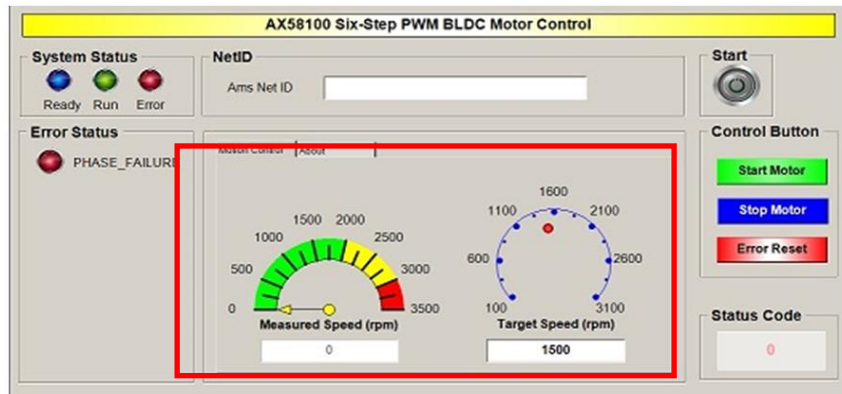 AX58100 Six-Step PWM BLDC Motor Control
System Status
Ready Run Error
NetID
Ams Net ID
Start
Error Status
PHASE_FAILURE
Motion Control About
0 500 1000 1500 2000 2500 3000 3500
Measured Speed (rpm)
0
100 600 1100 1600 2100 2600 3100
Target Speed (rpm)
1500
Control Button
Start Motor
Stop Motor
Error Reset
Status Code
0